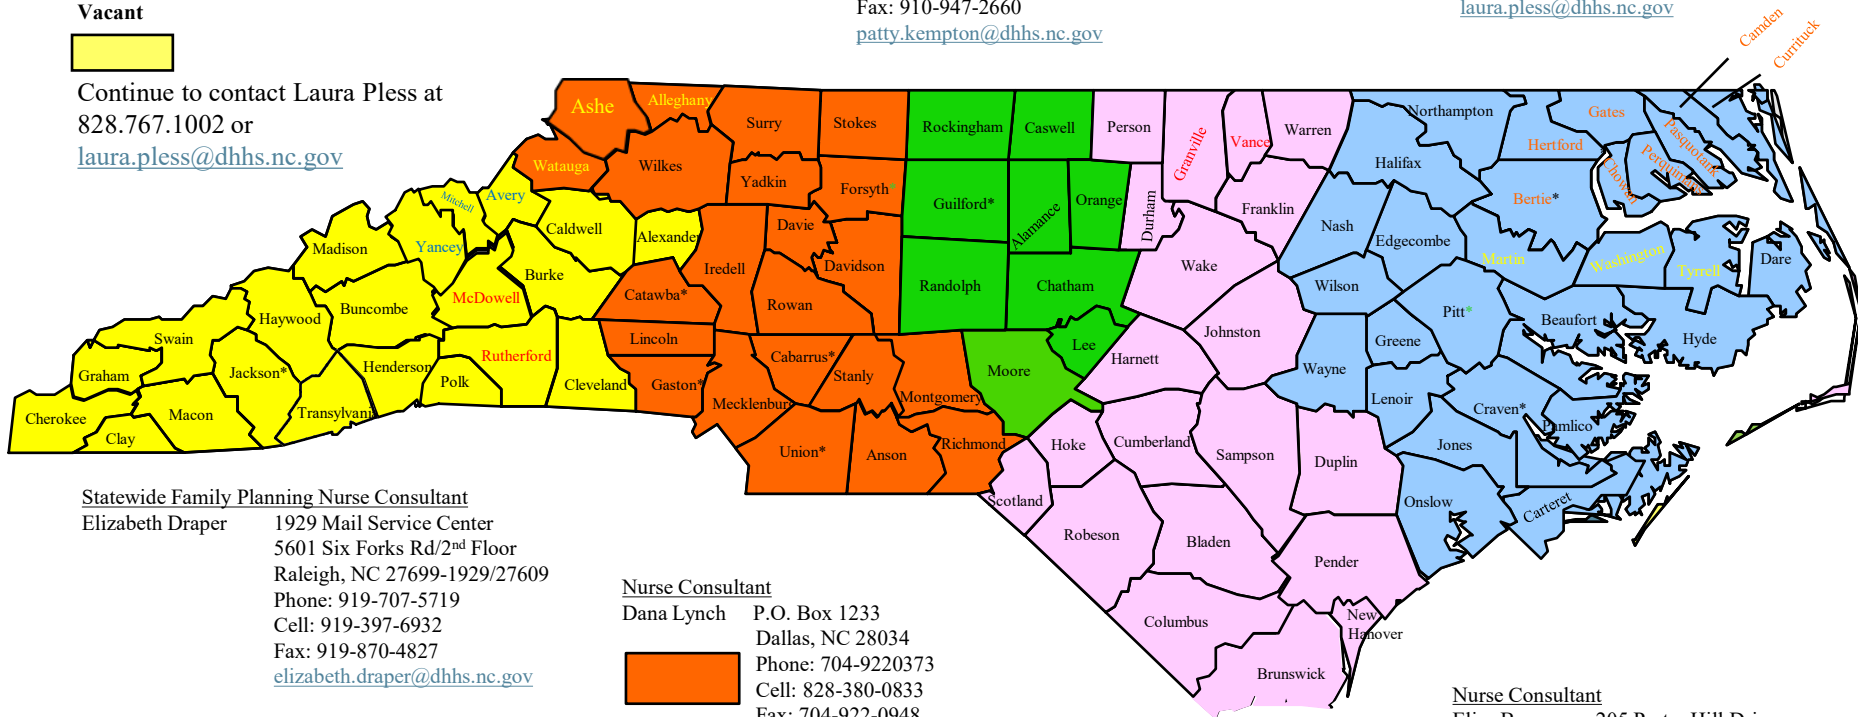 Vacant
Continue to contact Laura Pless at
828.767.1002 or
laura.pless@dhhs.nc.gov
Fax: 910-947-2660
patty.kempton@dhhs.nc.gov
laura.pless@dhhs.nc.gov
Camden
Currituck
Ashe
Alleghany
Surry
Stokes
Rockingham
Caswell
Person
Granville
Vance
Warren
Northampton
Gates
Hertford
Pasquotank
Perquimans
Chowan
Watauga
Wilkes
Yadkin
Forsyth*
Guilford*
Alamance
Orange
Durham
Franklin
Halifax
Bertie*
Mitchell
Avery
Caldwell
Alexander
Davie
Nash
Edgecombe
Martin
Washington
Tyrrell
Dare
Madison
Yancey
Burke
Iredell
Davidson
Randolph
Chatham
Wake
Wilson
McDowell
Catawba*
Rowan
Pitt*
Beaufort
Hyde
Haywood
Buncombe
Swain
Rutherford
Lincoln
Lee
Johnston
Greene
Graham
Jackson*
Henderson
Polk
Cleveland
Gaston*
Cabarrus*
Stanly
Moore
Harnett
Wayne
Lenoir
Craven*
Pamlico
Cherokee
Clay
Macon
Transylvani
Mecklenbur
Montgomery
Union*
Anson
Richmond
Hoke
Cumberland
Sampson
Duplin
Jones
Scotland
Onslow
Carteret
Robeson
Bladen
Pender
Columbus
New
Hanover
Brunswick
Statewide Family Planning Nurse Consultant
Elizabeth Draper 1929 Mail Service Center
5601 Six Forks Rd/2nd Floor
Raleigh, NC 27699-1929/27609
Phone: 919-707-5719
Cell: 919-397-6932
Fax: 919-870-4827
elizabeth.draper@dhhs.nc.gov
Nurse Consultant
Dana Lynch P.O. Box 1233
Dallas, NC 28034
Phone: 704-9220373
Cell: 828-380-0833
Fax: 704-922-0948
Nurse Consultant